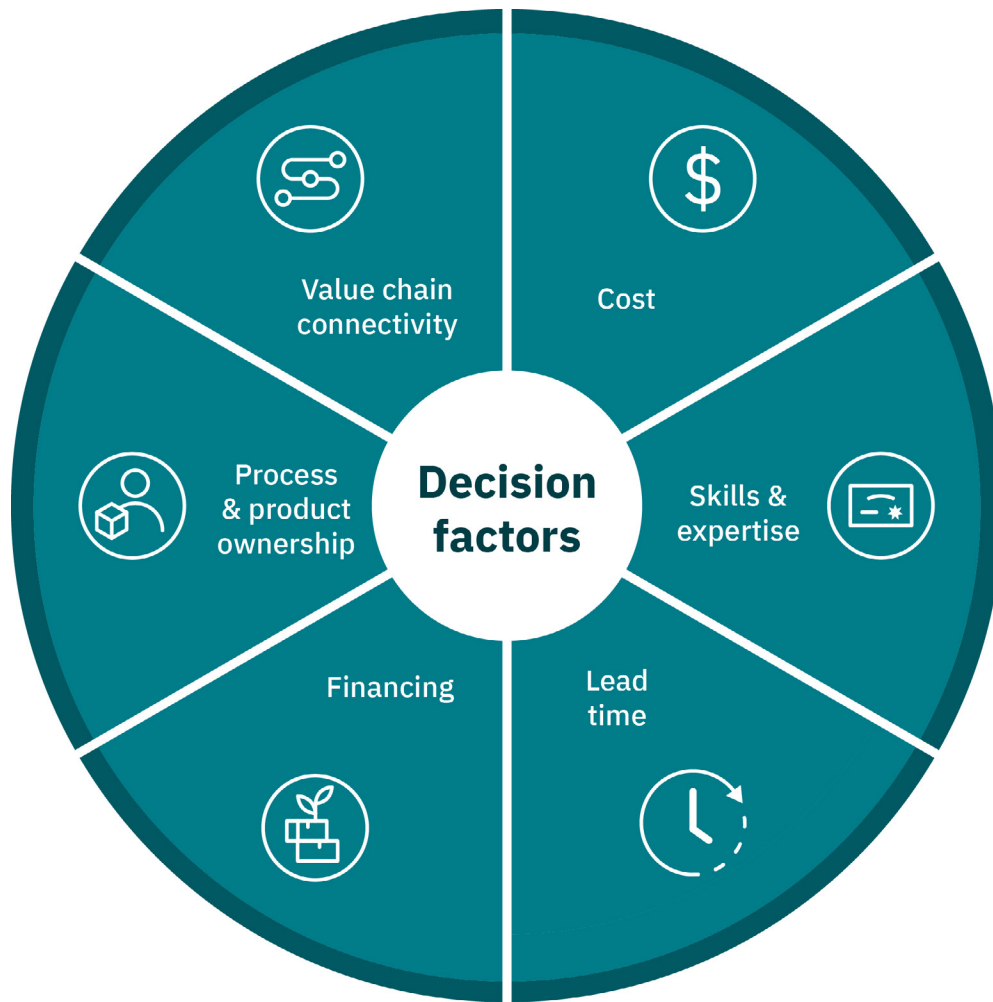 Decision
factors
$
Cost
Skills &
expertise
Lead
time
Financing
Process
& product
ownership
Value chain
connectivity